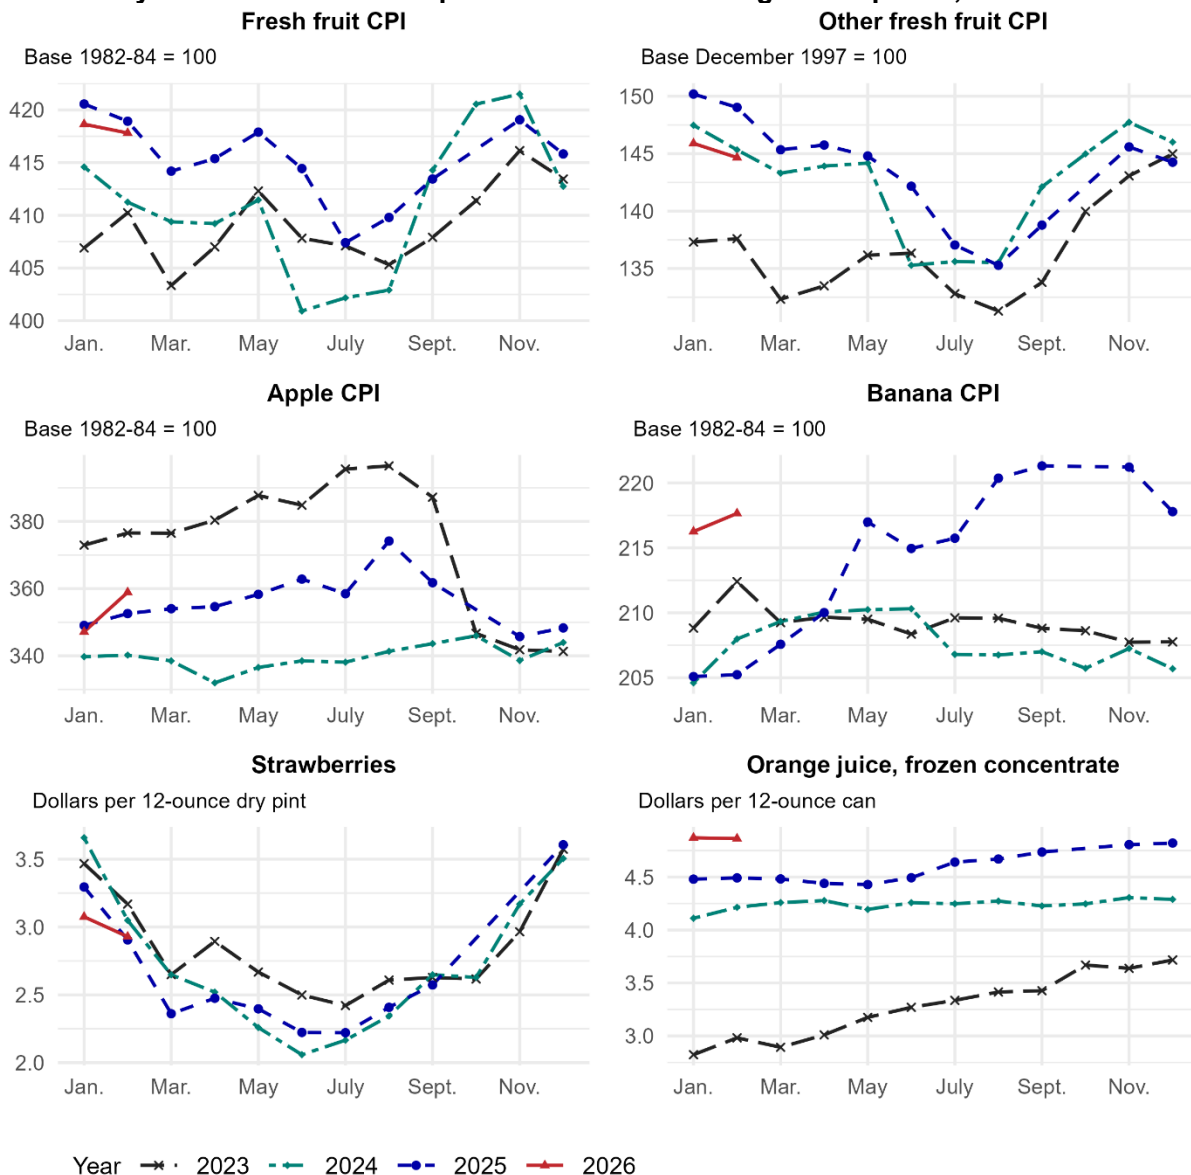 Fresh fruit CPI
Base 1982-84 = 100
420
415
410
405
400
Jan. Mar. May July Sept. Nov.
Other fresh fruit CPI
Base December 1997 = 100
150
145
140
135
Jan. Mar. May July Sept. Nov.
Apple CPI
Base 1982-84 = 100
380
360
340
Jan. Mar. May July Sept. Nov.
Banana CPI
Base 1982-84 = 100
220
215
210
205
Jan. Mar. May July Sept. Nov.
Strawberries
Dollars per 12-ounce dry pint
3.5
3.0
2.5
2.0
Jan. Mar. May July Sept. Nov.
Orange juice, frozen concentrate
Dollars per 12-ounce can
4.5
4.0
3.5
3.0
Jan. Mar. May July Sept. Nov.
Year 2023 2024 2025 2026